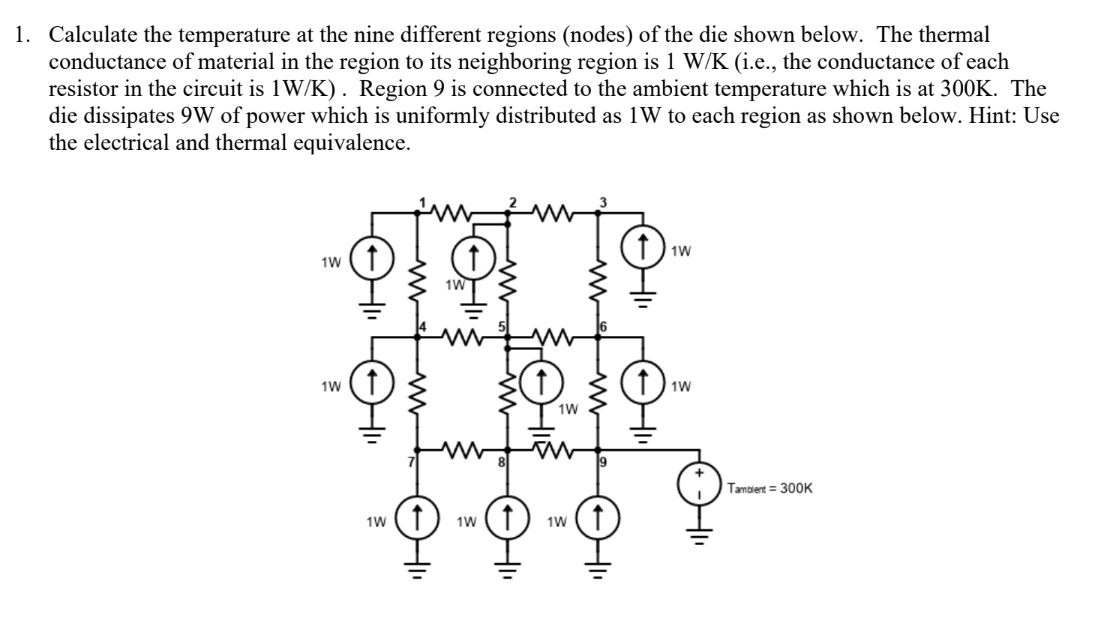 1. Calculate the temperature at the nine different regions (nodes) of the die shown below. The thermal
conductance of material in the region to its neighboring region is 1 W/K (i.e., the conductance of each
resistor in the circuit is 1W/K) . Region 9 is connected to the ambient temperature which is at 300K. The
die dissipates 9W of power which is uniformly distributed as 1W to each region as shown below. Hint: Use
the electrical and thermal equivalence.
1 2 3
1W
1W
1W
4 5 6
1W
1W
1W
7 8 9
+
Tambient = 300K
1W 1W 1W